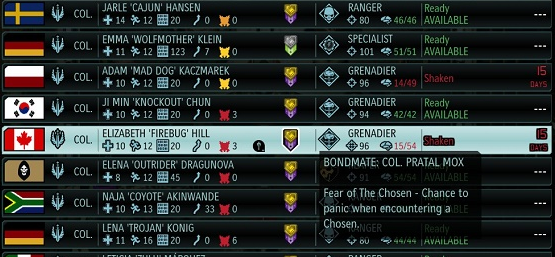 COL. JARLE 'CAJUN' HANSEN RANGER Ready
14 12 20 0 0 80 46/46 AVAILABLE ---
COL. EMMA 'WOLFMOTHER' KLEIN SPECIALIST Ready
11 12 123 7 0 101 51/51 AVAILABLE ---
COL. ADAM 'MAD DOG' KACZMAREK GRENADIER Shaken 15
10 12 20 0 0 96 14/49 DAYS
COL. JI MIN 'KNOCKOUT' CHUN GRENADIER Ready
10 12 20 0 3 94 42/42 AVAILABLE ---
COL. ELIZABETH 'FIREBUG' HILL GRENADIER Shaken 15
10 12 20 0 3 96 15/54 DAYS
COL. ELENA 'OUTRIDER' DRAGUNOVA
8 12 45 0 0 ---
BONDMATE: COL. PRATAL MOX
Fear of The Chosen - Chance to
panic when encountering a
Chosen.
COL. NAJA 'COYOTE' AKINWANDE
10 13 20 33 0 ---
COL. LENA 'TROJAN' KONIG
11 16 20 0 6 80 44/44 AVAILABLE ---